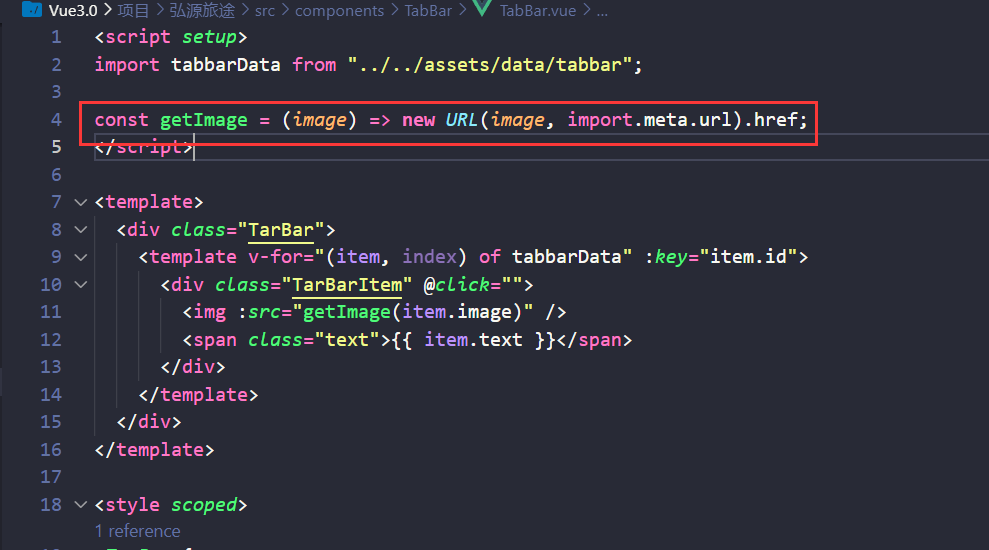 Vue3.0 > 项目 > 弘源旅途 > src > components > TabBar > TabBar.vue > ...
1 <script setup>
2 import tabbarData from "../../assets/data/tabbar";
3
4 const getImage = (image) => new URL(image, import.meta.url).href;
5 </script>
6
7 <template>
8 <div class="TarBar">
9 <template v-for="(item, index) of tabbarData" :key="item.id">
10 <div class="TarBarItem" @click="">
11 <img :src="getImage(item.image)" />
12 <span class="text">{{ item.text }}</span>
13 </div>
14 </template>
15 </div>
16 </template>
17
18 <style scoped>
1 reference